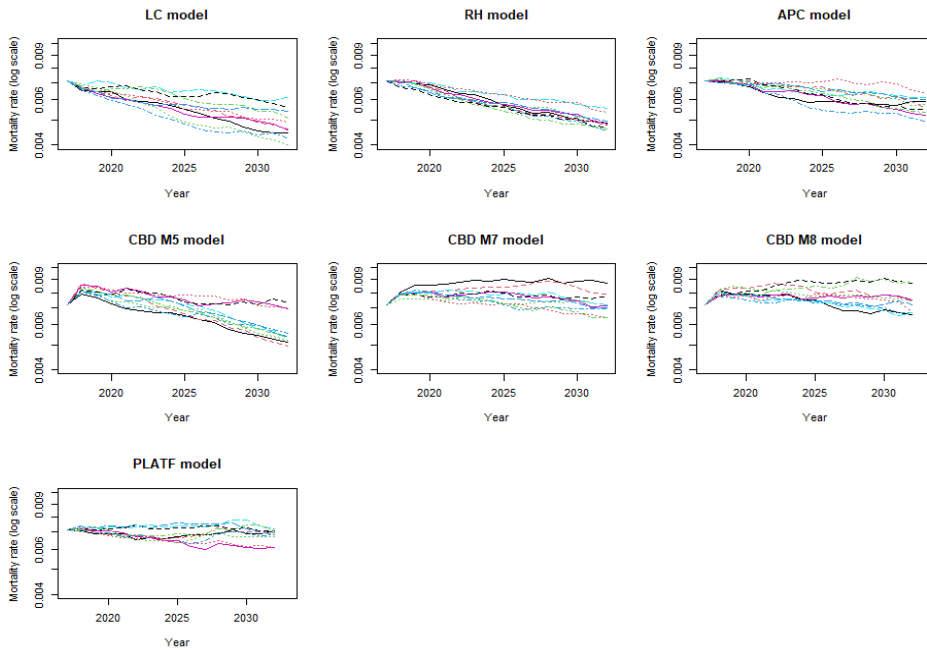 LC model
Mortality rate (log scale)
0.004 0.006 0.009
2020 2025 2030
Year
RH model
Mortality rate (log scale)
0.004 0.006 0.009
2020 2025 2030
Year
APC model
Mortality rate (log scale)
0.004 0.006 0.009
2020 2025 2030
Year
CBD M5 model
Mortality rate (log scale)
0.004 0.006 0.009
2020 2025 2030
Year
CBD M7 model
Mortality rate (log scale)
0.004 0.006 0.009
2020 2025 2030
Year
CBD M8 model
Mortality rate (log scale)
0.004 0.006 0.009
2020 2025 2030
Year
PLATF model
Mortality rate (log scale)
0.004 0.006 0.009
2020 2025 2030
Year